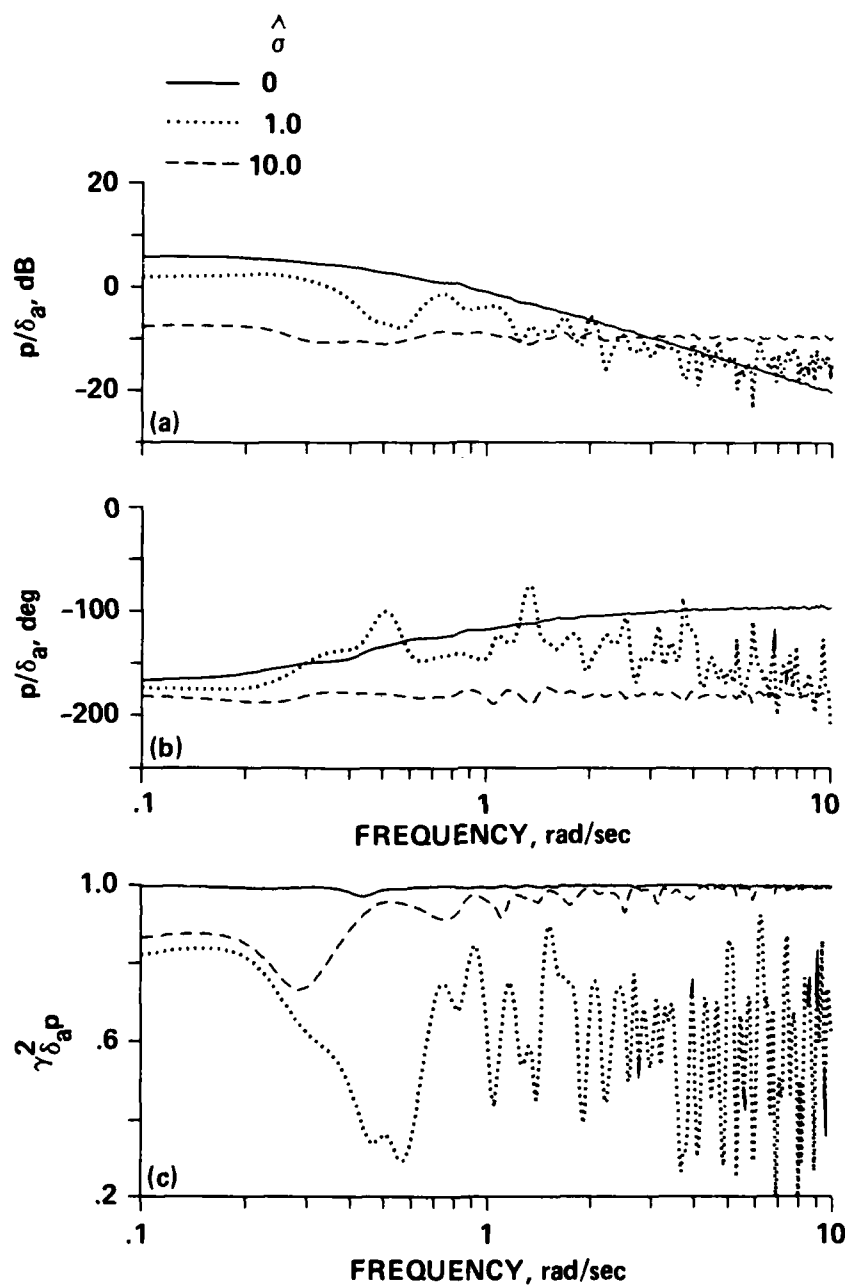 σ̂
0
1.0
10.0
20
0
-20
p/δa, dB
(a)
0
-100
-200
p/δa, deg
(b)
.1
1
10
FREQUENCY, rad/sec
1.0
.6
.2
γ²δap
(c)
.1
1
10
FREQUENCY, rad/sec